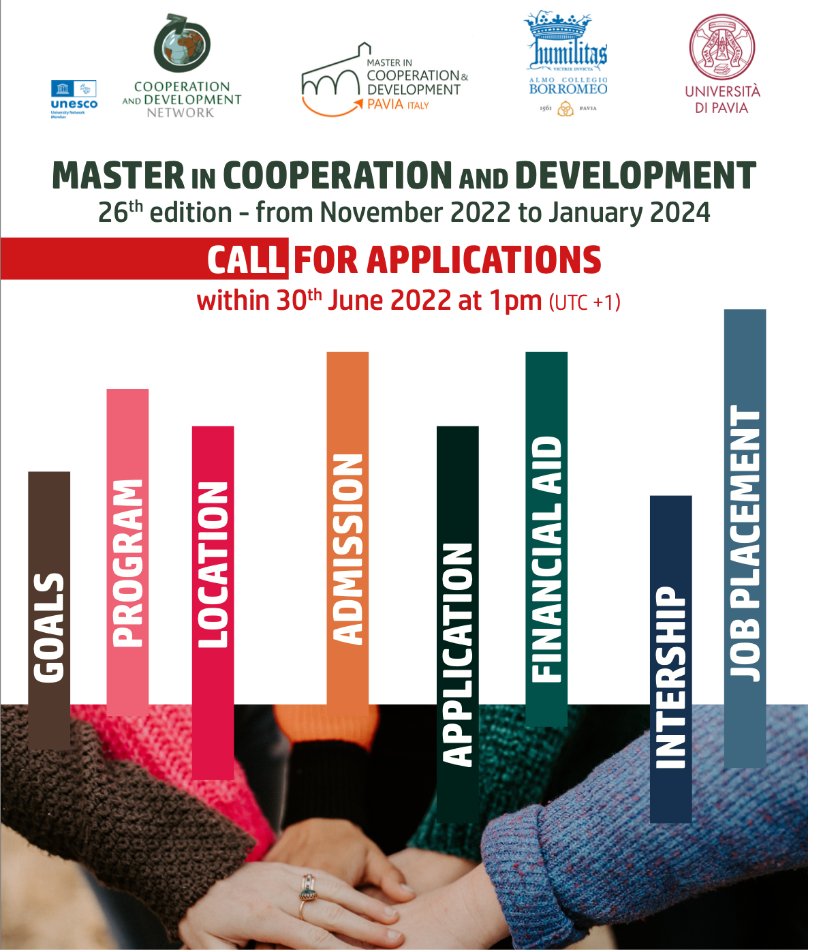 unesco
University Network
Member
COOPERATION
AND DEVELOPMENT
NETWORK
MASTER IN
COOPERATION&
DEVELOPMENT
PAVIA ITALY
humilitas
ALMO COLLEGIO
BORROMEO
1561 PAVIA
UNIVERSITÀ
DI PAVIA
MASTER IN COOPERATION AND DEVELOPMENT
26th edition - from November 2022 to January 2024
CALL FOR APPLICATIONS
within 30th June 2022 at 1pm (UTC +1)
GOALS
PROGRAM
LOCATION
ADMISSION
APPLICATION
FINANCIAL AID
INTERSHIP
JOB PLACEMENT